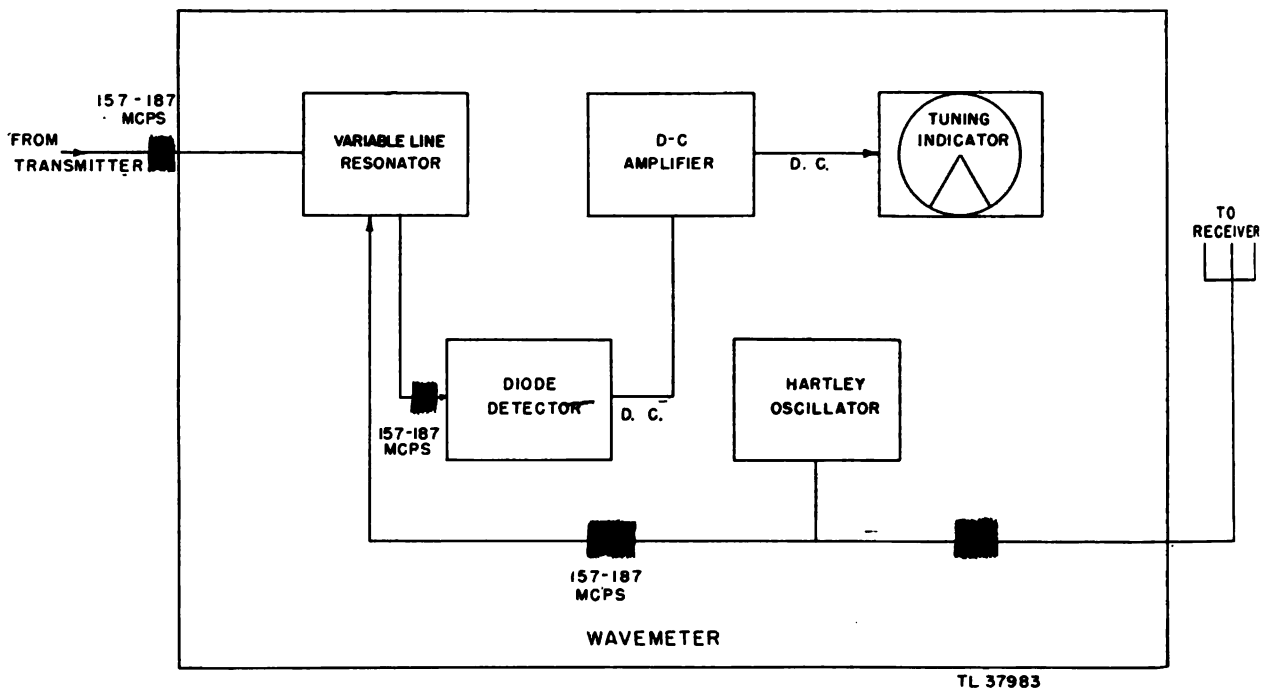 157-187
MCPS
FROM
TRANSMITTER
VARIABLE LINE
RESONATOR
D-C
AMPLIFIER
D. C.
TUNING
INDICATOR
TO
RECEIVER
DIODE
DETECTOR
D. C.
157-187
MCPS
HARTLEY
OSCILLATOR
157-187
MCPS
WAVEMETER
TL 37983